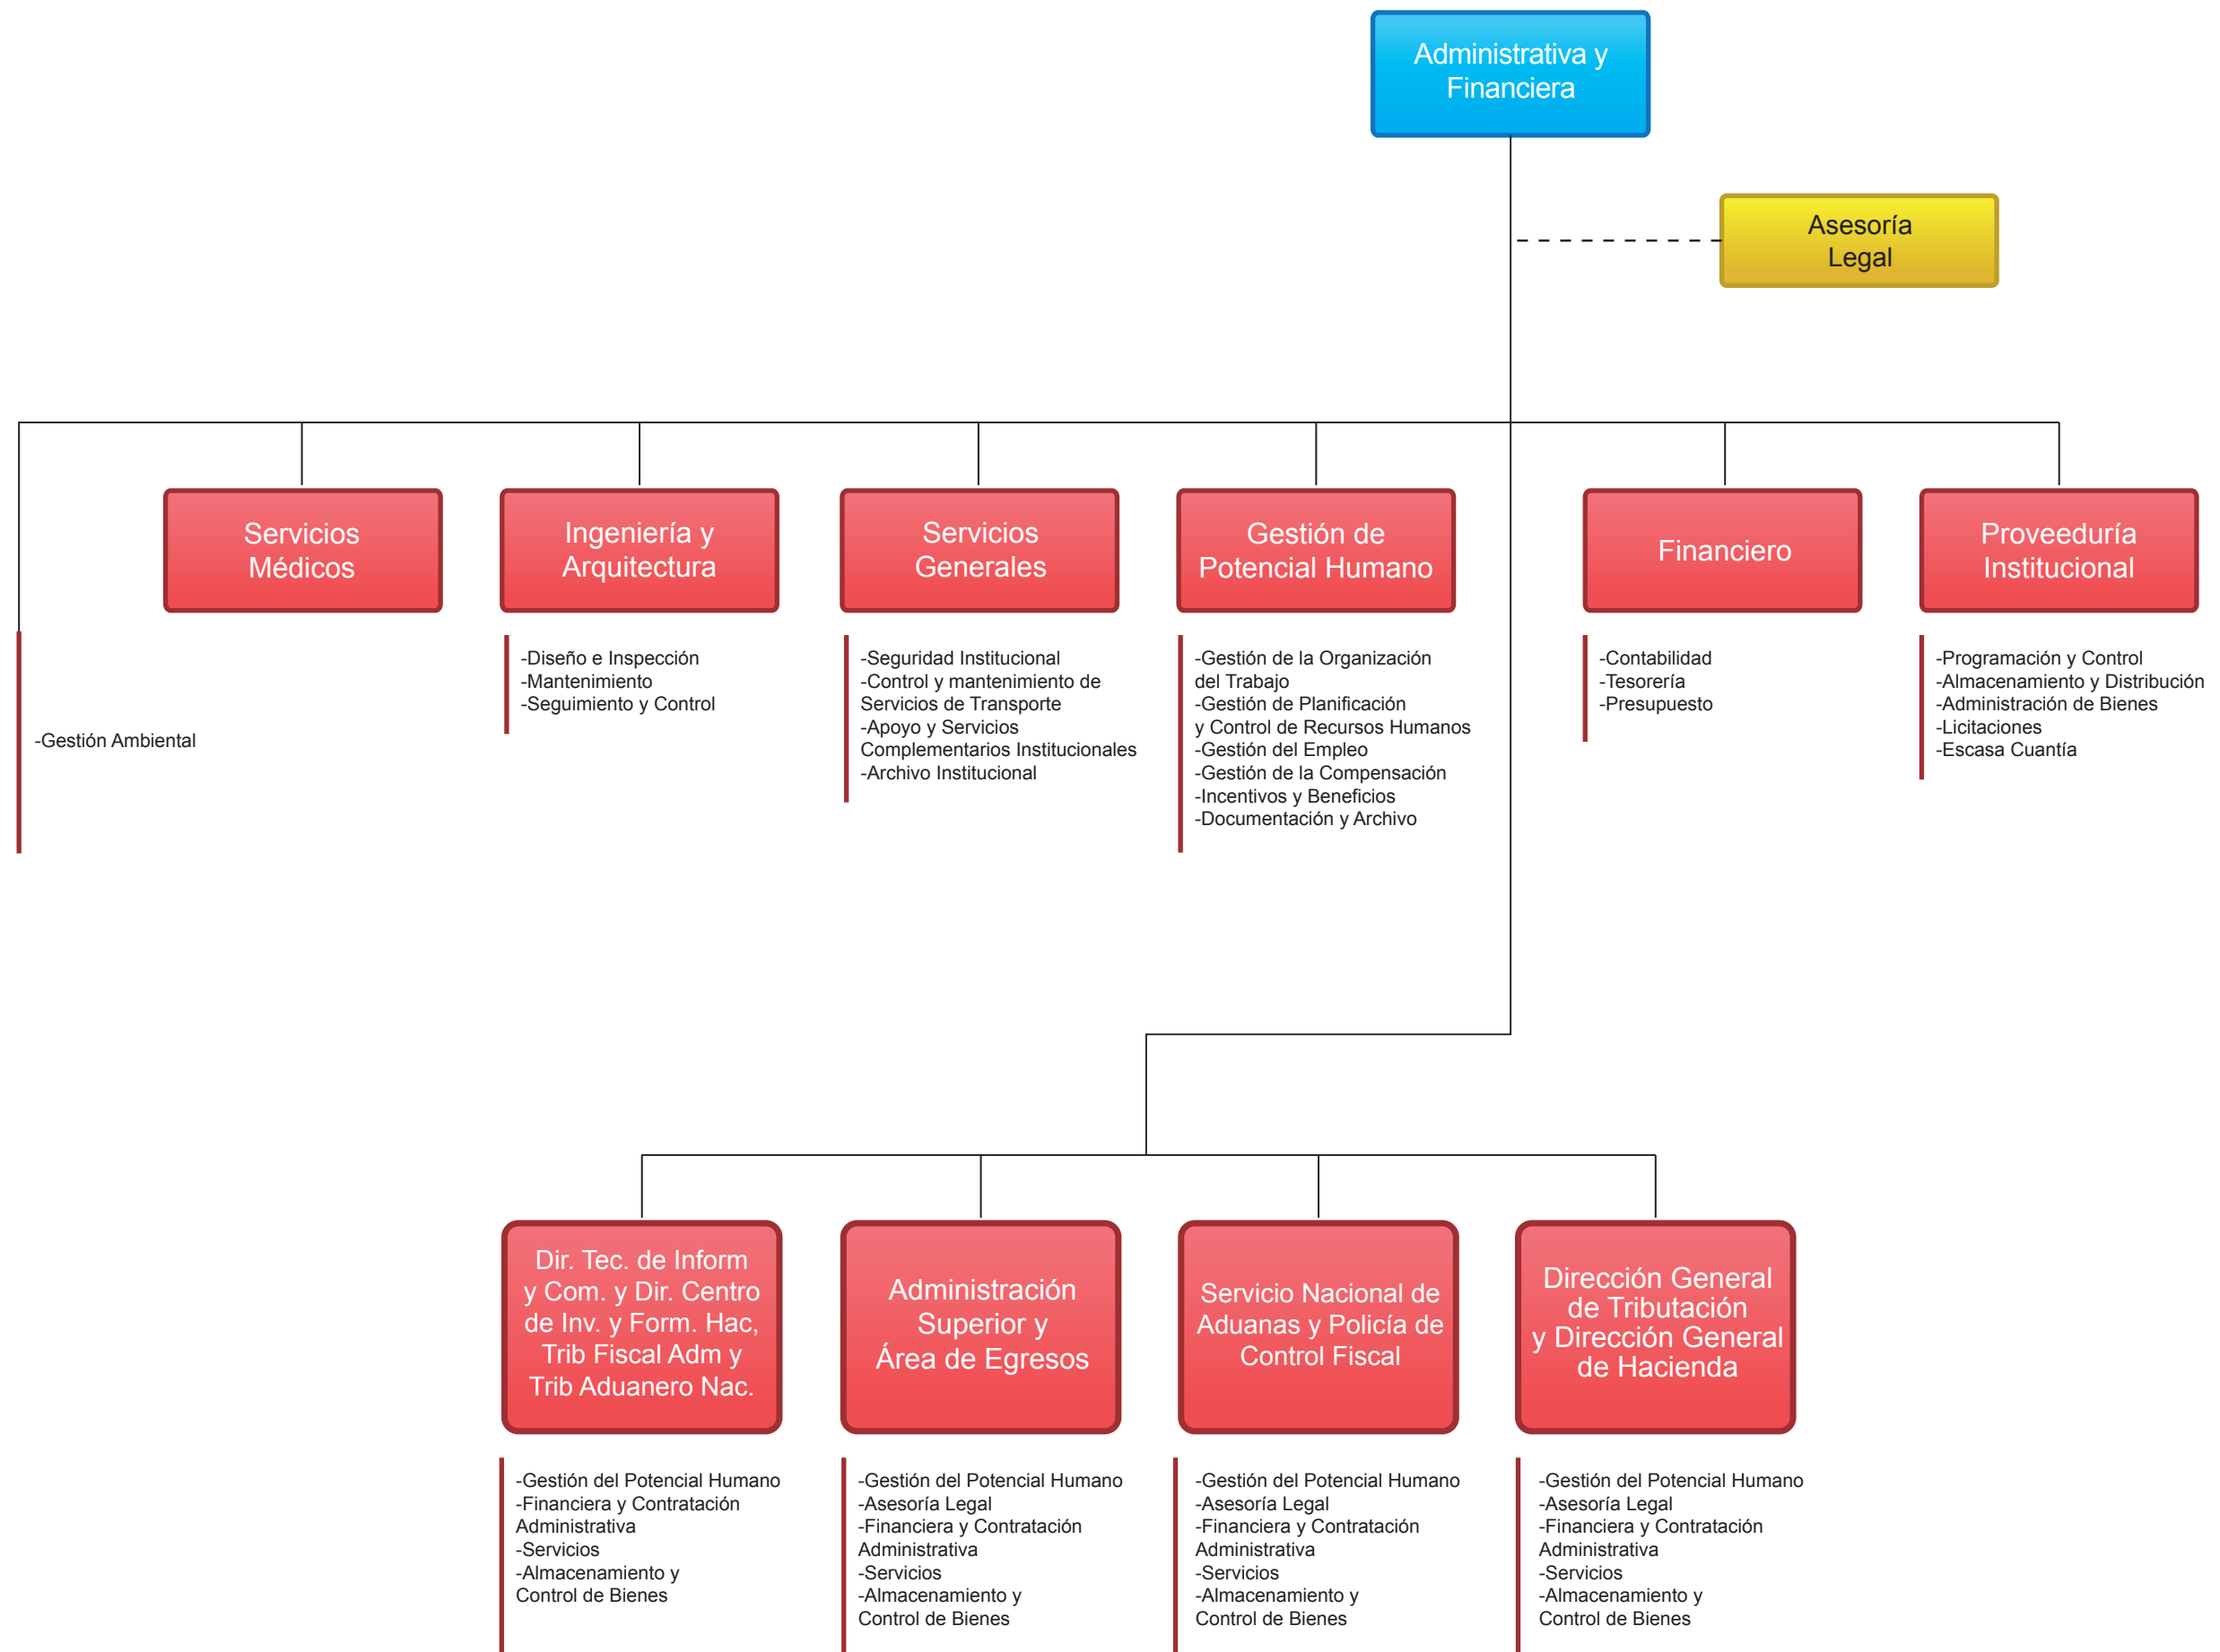 Administrativa y
Financiera
Asesoría
Legal
Servicios
Médicos
Ingeniería y
Arquitectura
Servicios
Generales
Gestión de
Potencial Humano
Financiero
Proveeduría
Institucional
-Gestión Ambiental
-Diseño e Inspección
-Mantenimiento
-Seguimiento y Control
-Seguridad Institucional
-Control y mantenimiento de
Servicios de Transporte
-Apoyo y Servicios
Complementarios Institucionales
-Archivo Institucional
-Gestión de la Organización
del Trabajo
-Gestión de Planificación
y Control de Recursos Humanos
-Gestión del Empleo
-Gestión de la Compensación
-Incentivos y Beneficios
-Documentación y Archivo
-Contabilidad
-Tesorería
-Presupuesto
-Programación y Control
-Almacenamiento y Distribución
-Administración de Bienes
-Licitaciones
-Escasa Cuantía
Dir. Tec. de Inform
y Com. y Dir. Centro
de Inv. y Form. Hac,
Trib Fiscal Adm y
Trib Aduanero Nac.
Administración
Superior y
Área de Egresos
Servicio Nacional de
Aduanas y Policía de
Control Fiscal
Dirección General
de Tributación
y Dirección General
de Hacienda
-Gestión del Potencial Humano
-Financiera y Contratación
Administrativa
-Servicios
-Almacenamiento y
Control de Bienes
-Gestión del Potencial Humano
-Asesoría Legal
-Financiera y Contratación
Administrativa
-Servicios
-Almacenamiento y
Control de Bienes
-Gestión del Potencial Humano
-Asesoría Legal
-Financiera y Contratación
Administrativa
-Servicios
-Almacenamiento y
Control de Bienes
-Gestión del Potencial Humano
-Asesoría Legal
-Financiera y Contratación
Administrativa
-Servicios
-Almacenamiento y
Control de Bienes